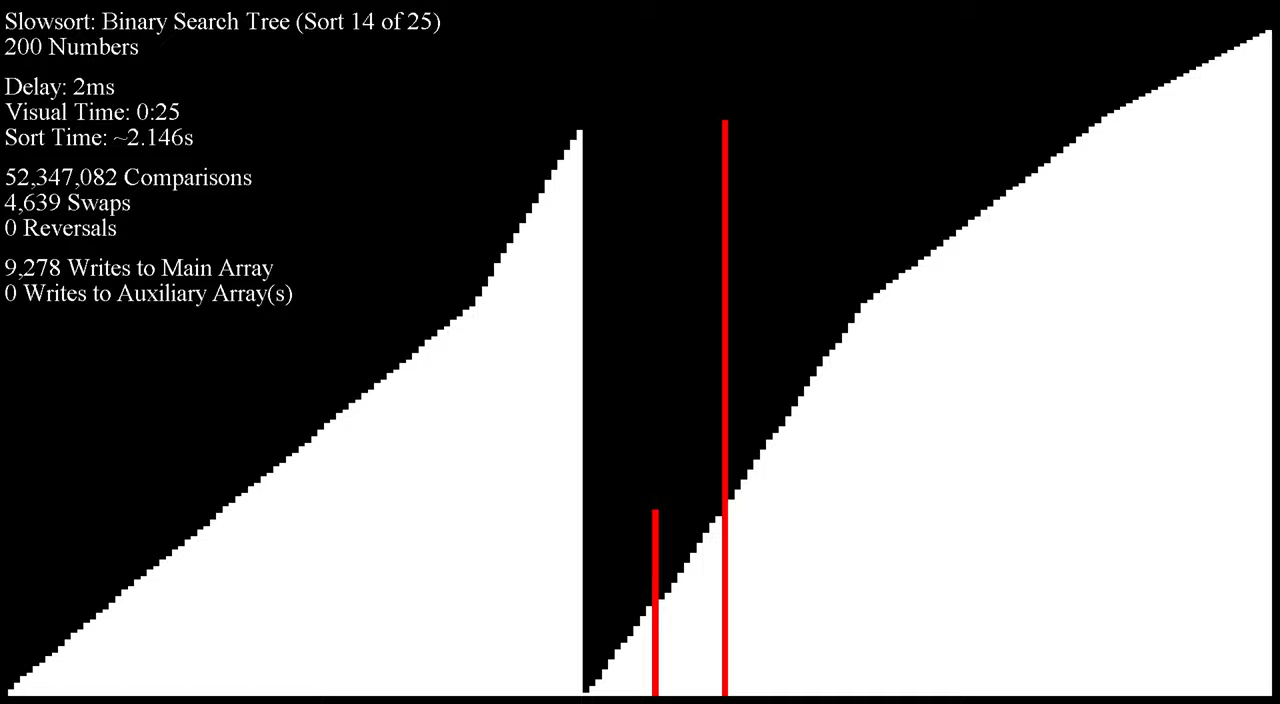 Slowsort: Binary Search Tree (Sort 14 of 25)
200 Numbers
Delay: 2ms
Visual Time: 0:25
Sort Time: ~2.146s
52,347,082 Comparisons
4,639 Swaps
0 Reversals
9,278 Writes to Main Array
0 Writes to Auxiliary Array(s)